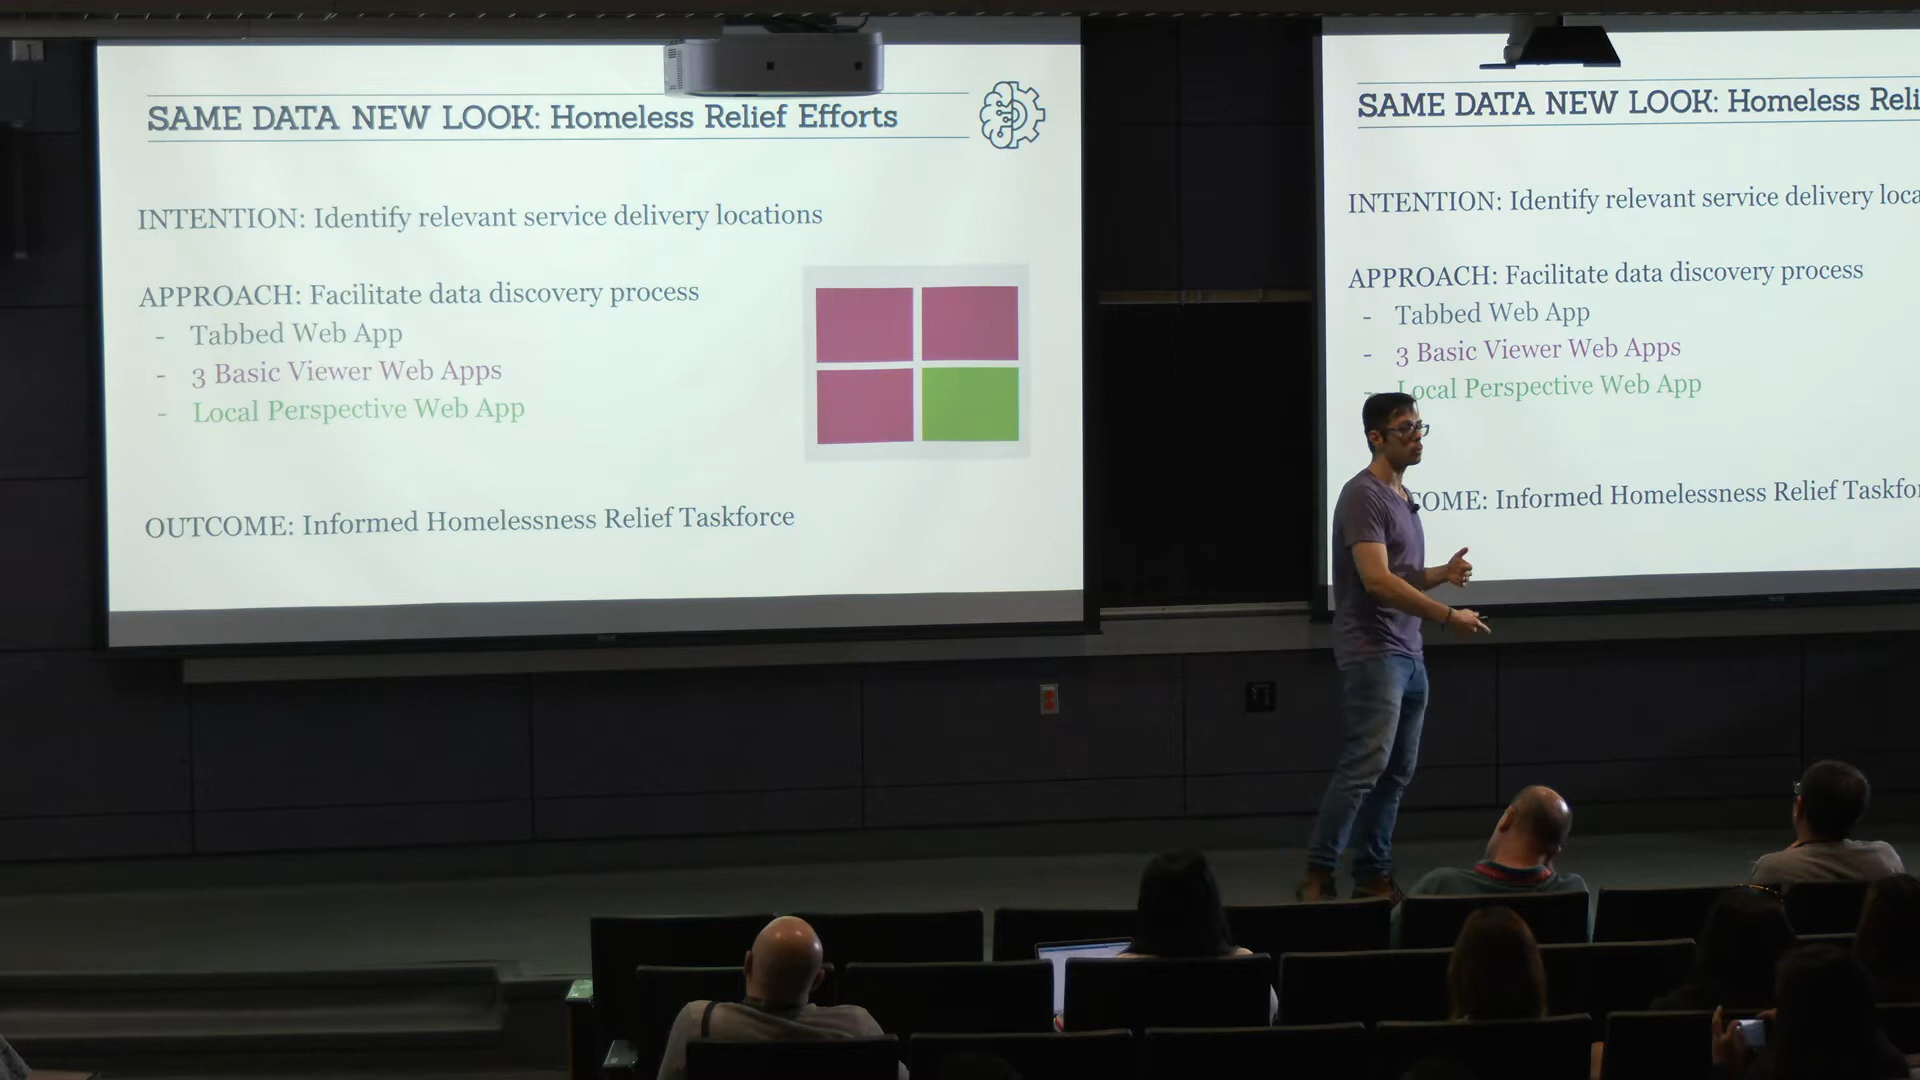 SAME DATA NEW LOOK: Homeless Relief Efforts
INTENTION: Identify relevant service delivery locations
APPROACH: Facilitate data discovery process
- Tabbed Web App
- 3 Basic Viewer Web Apps
- Local Perspective Web App
OUTCOME: Informed Homelessness Relief Taskforce
SAME DATA NEW LOOK: Homeless Reli
INTENTION: Identify relevant service delivery loca
APPROACH: Facilitate data discovery process
- Tabbed Web App
- 3 Basic Viewer Web Apps
- Local Perspective Web App
COME: Informed Homelessness Relief Taskfo